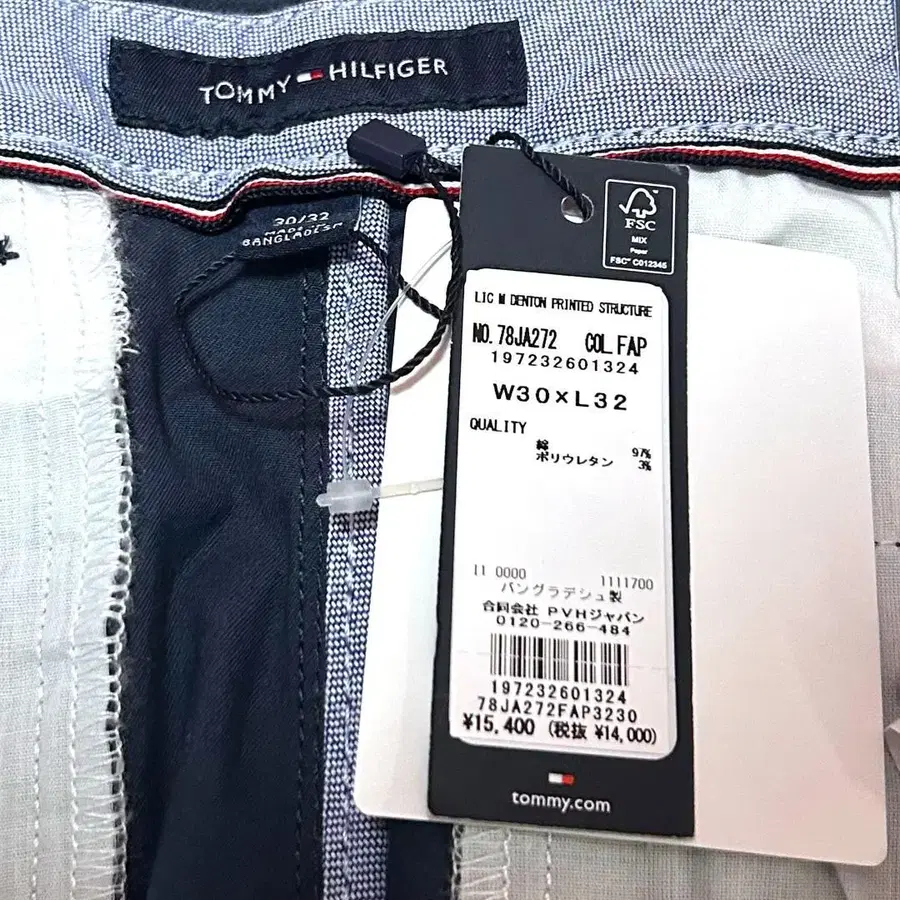 TOMMY HILFIGER
30/32
MADE IN
BANGLADESH
FSC
MIX
Paper
FSC™ C012345
LIC M DENTON PRINTED STRUCTURE
NO. 78JA272 COL. FAP
197232601324
W30×L32
QUALITY
綿 97%
ポリウレタン 3%
11 0000 1111700
バングラデシュ製
合同会社 PVHジャパン
0120-266-484
197232601324
78JA272FAP3230
¥15,400 (税抜 ¥14,000)
tommy.com